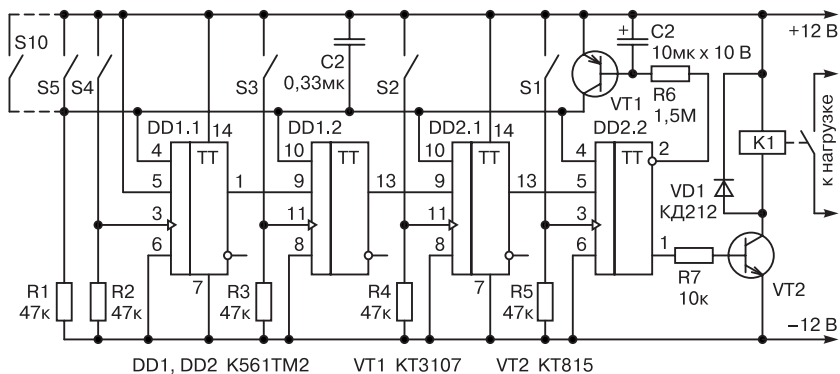 S10
S5 S4
S3
C2
0,33мк
S2
S1
VT1
+ C2
10мк x 10 В
R6
1,5М
+12 В
К1
к нагрузке
VD1
КД212
DD1.1
14
ТТ
4
5
3
6
1
7
DD1.2
ТТ
10
9
11
8
13
DD2.1
14
ТТ
10
9
11
8
13
7
DD2.2
ТТ
4
5
3
6
2
1
R7
10к
VT2
R1
47к
R2
47к
R3
47к
R4
47к
R5
47к
–12 В
DD1, DD2 К561ТМ2
VT1 КТ3107
VT2 КТ815